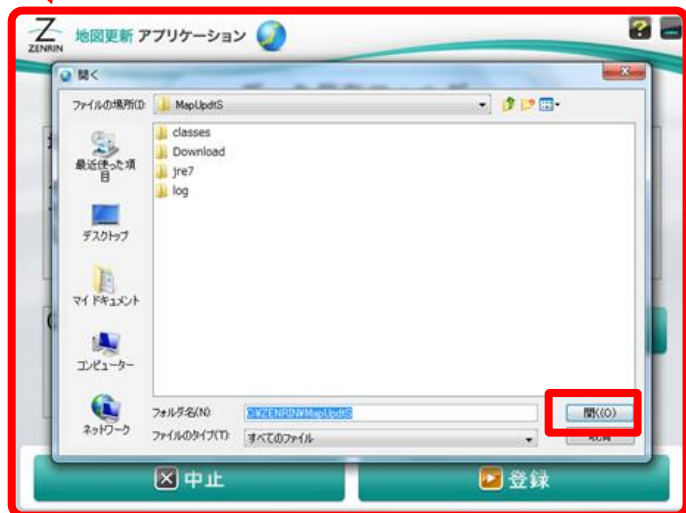 ZENRIN
地図更新 アプリケーション
?
開く
ファイルの場所(I):
MapUpdtS
classes
Download
jre7
log
最近使った項目
デスクトップ
マイ ドキュメント
コンピューター
ネットワーク
フォルダ名(N):
C:¥ZENRIN¥MapUpdtS
開く(O)
ファイルのタイプ(T):
すべてのファイル
中止
登録